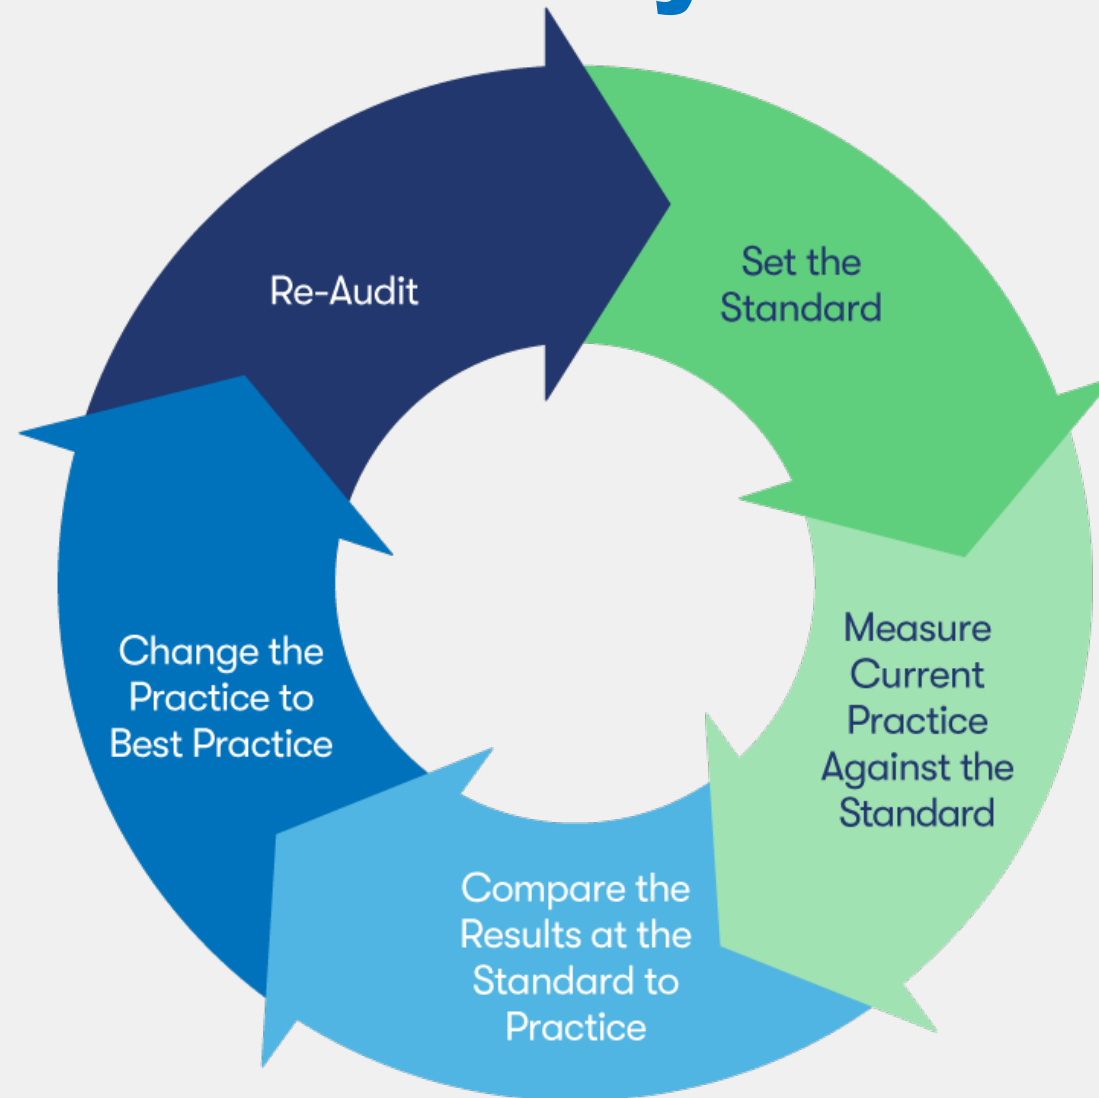 Set the
Standard
Measure
Current
Practice
Against the
Standard
Compare the
Results at the
Standard to
Practice
Change the
Practice to
Best Practice
Re-Audit